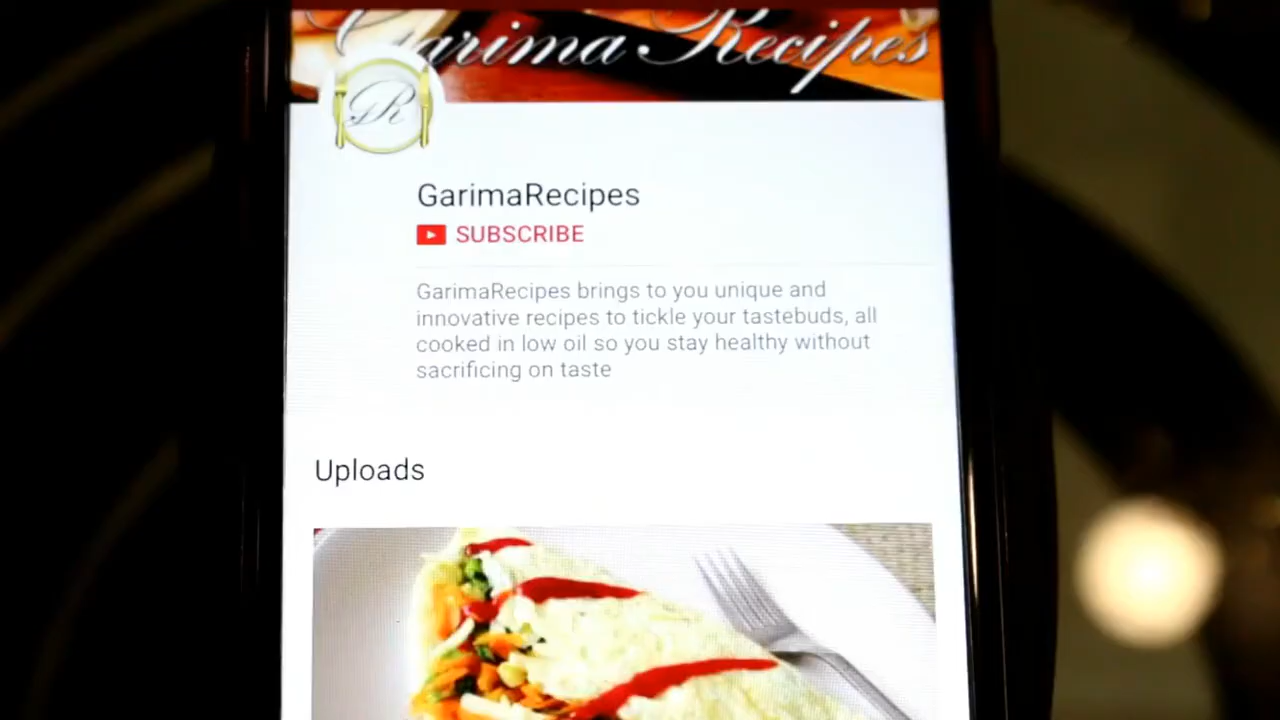 Garima Recipes
GR
GarimaRecipes
SUBSCRIBE
GarimaRecipes brings to you unique and
innovative recipes to tickle your tastebuds, all
cooked in low oil so you stay healthy without
sacrificing on taste
Uploads